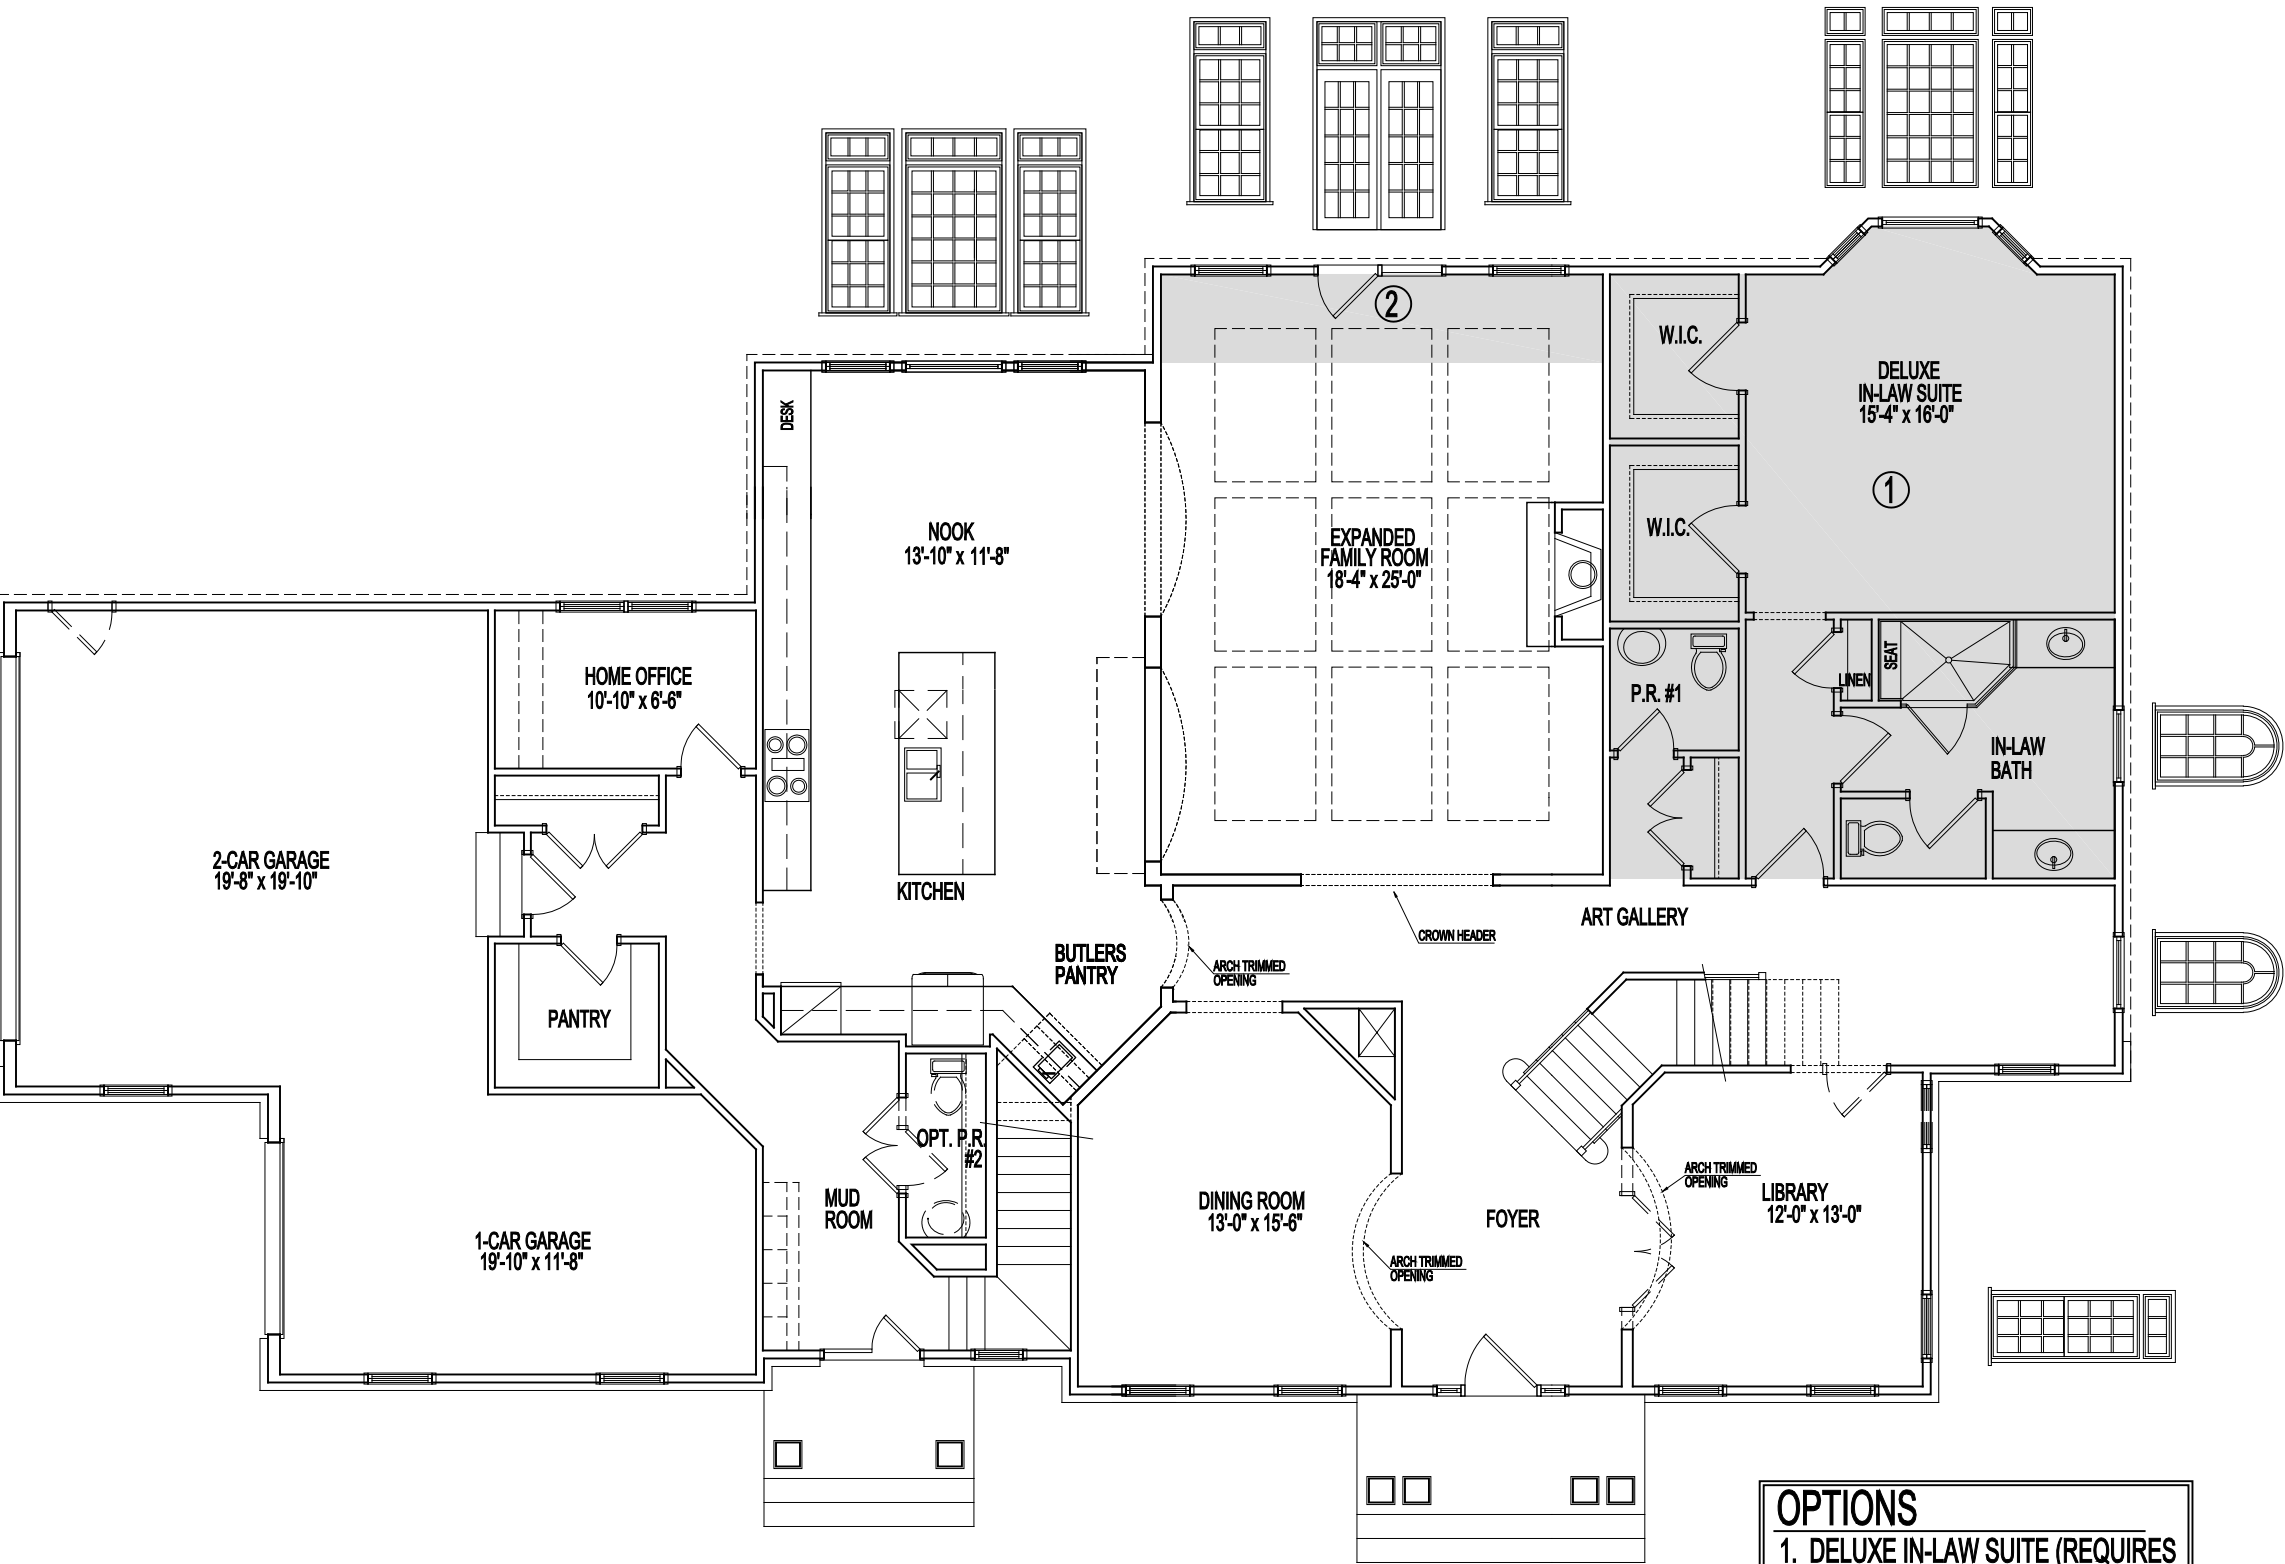 2
W.I.C.
DELUXE
IN-LAW SUITE
15'-4" x 16'-0"
DESK
1
NOOK
13'-10" x 11'-8"
EXPANDED
FAMILY ROOM
18'-4" x 25'-0"
W.I.C.
HOME OFFICE
10'-10" x 6'-6"
P.R. #1
SEAT
LINEN
IN-LAW
BATH
2-CAR GARAGE
19'-8" x 19'-10"
KITCHEN
ART GALLERY
CROWN HEADER
BUTLERS
PANTRY
ARCH TRIMMED
OPENING
PANTRY
OPT. P.R.
#2
MUD
ROOM
DINING ROOM
13'-0" x 15'-6"
FOYER
ARCH TRIMMED
OPENING
LIBRARY
12'-0" x 13'-0"
1-CAR GARAGE
19'-10" x 11'-8"
ARCH TRIMMED
OPENING
OPTIONS
1. DELUXE IN-LAW SUITE (REQUIRES